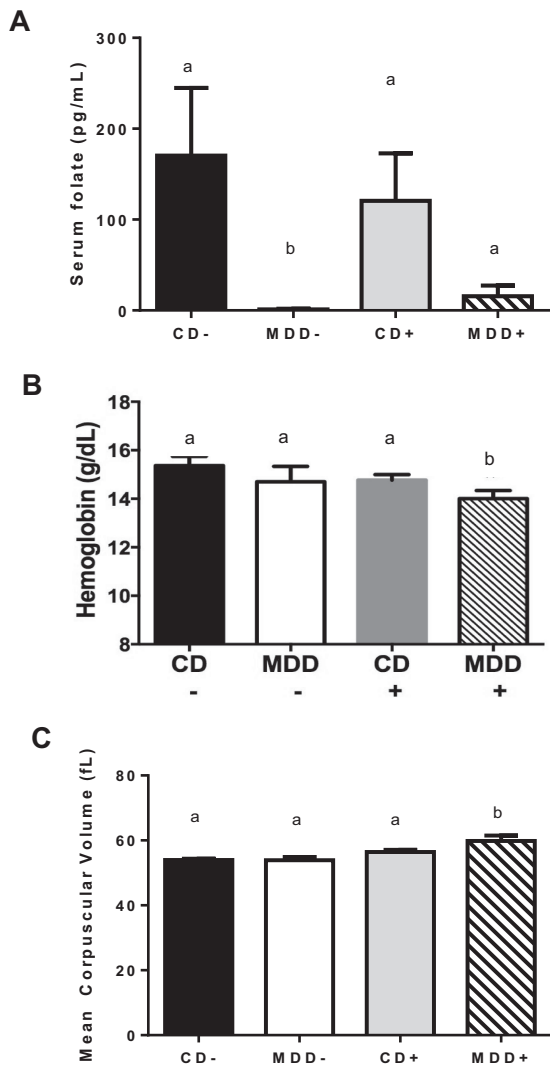 A
Serum folate (pg/mL)
300
200
100
0
a
b
a
a
CD-
MDD-
CD+
MDD+
B
Hemoglobin (g/dL)
18
16
14
12
10
8
a
a
a
b
CD
MDD
CD
MDD
-
-
+
+
C
Mean Corpuscular Volume (fL)
80
60
40
20
0
a
a
a
b
CD-
MDD-
CD+
MDD+